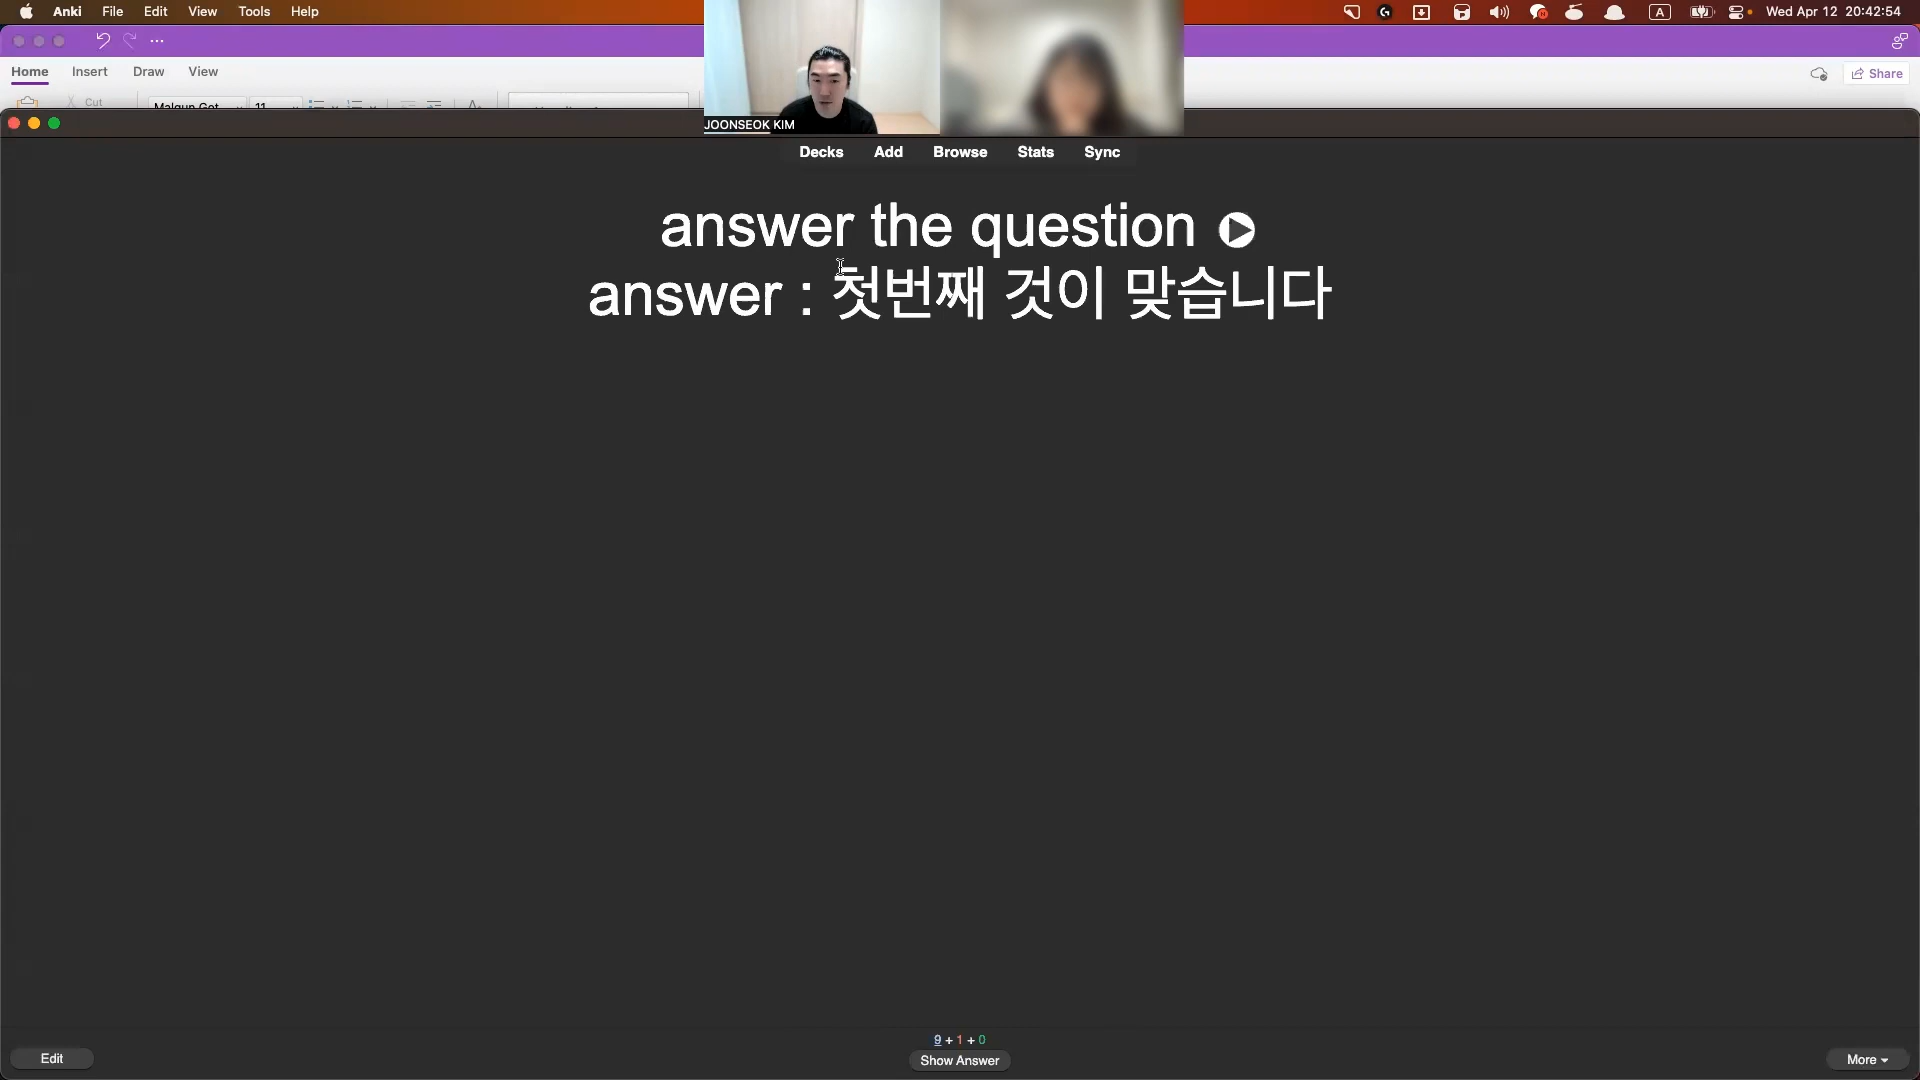 Anki File Edit View Tools Help
A
Wed Apr 12 20:42:54
Home Insert Draw View
Share
Cut
11
JOONSEOK KIM
Decks Add Browse Stats Sync
answer the question
answer : 첫번째 것이 맞습니다
9 + 1 + 0
Edit
Show Answer
More